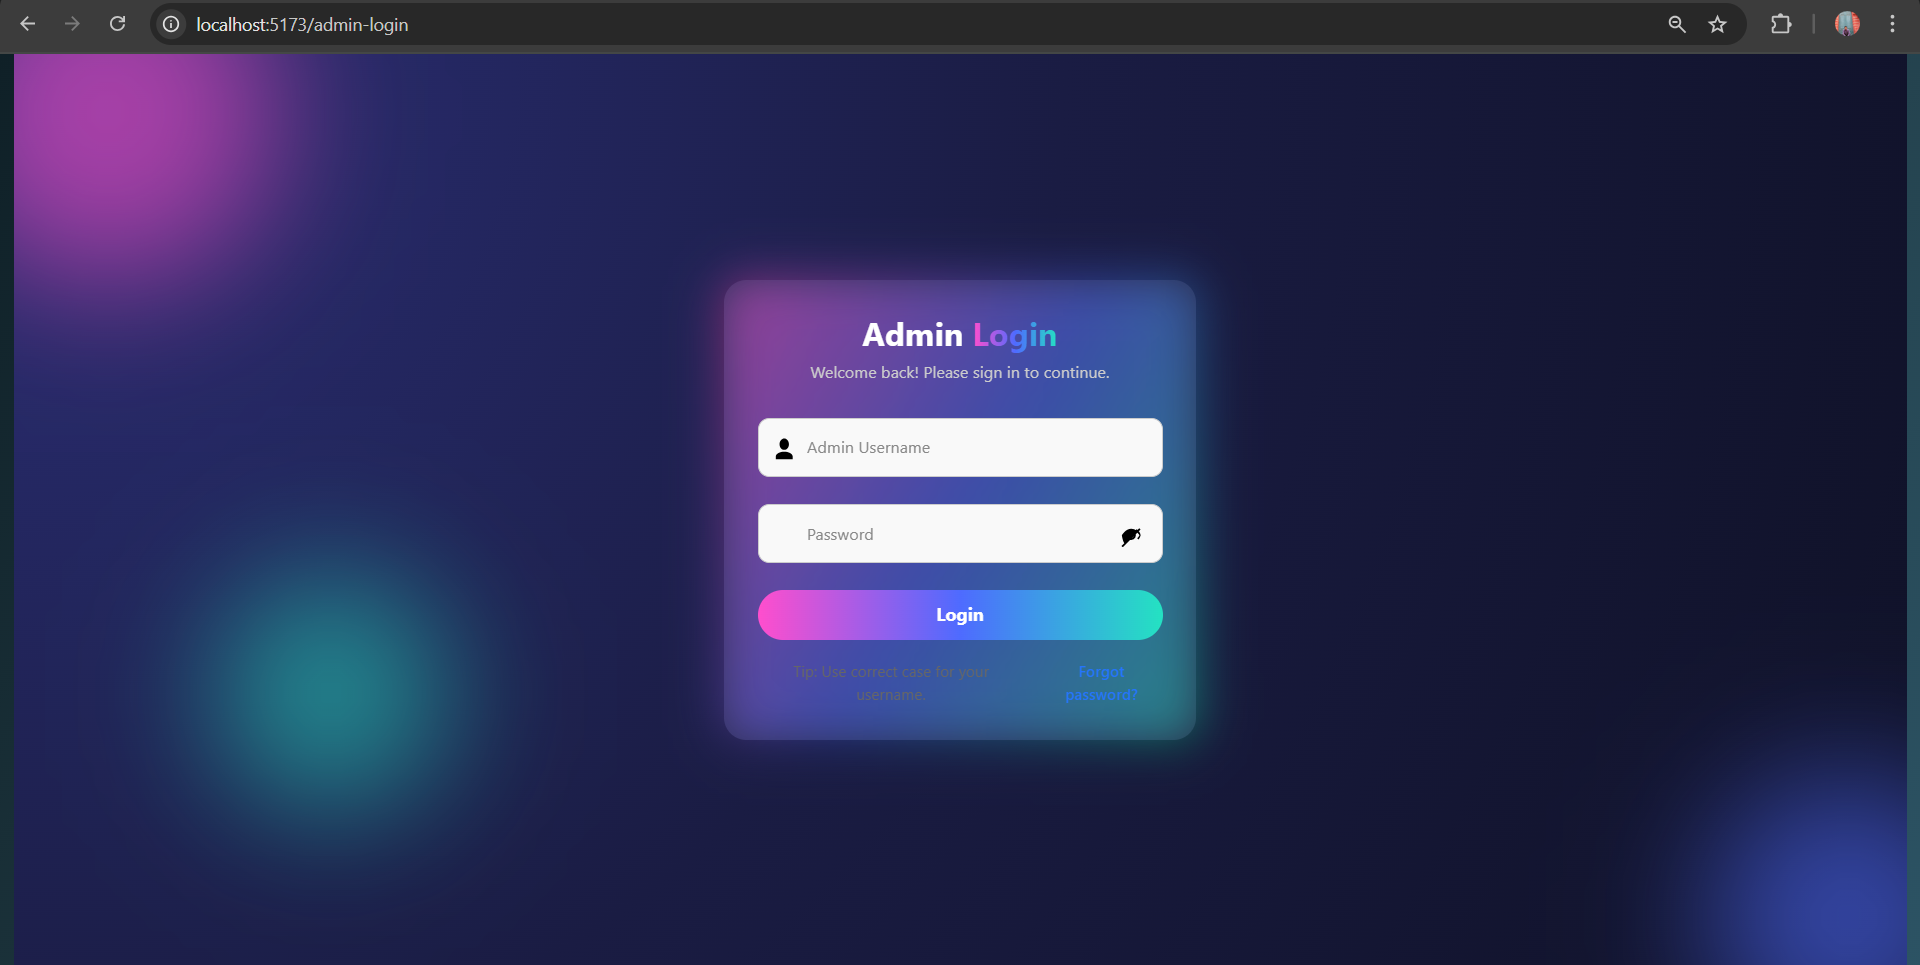 localhost:5173/admin-login
Admin Login
Welcome back! Please sign in to continue.
Admin Username
Password
Login
Tip: Use correct case for your
username.
Forgot
password?